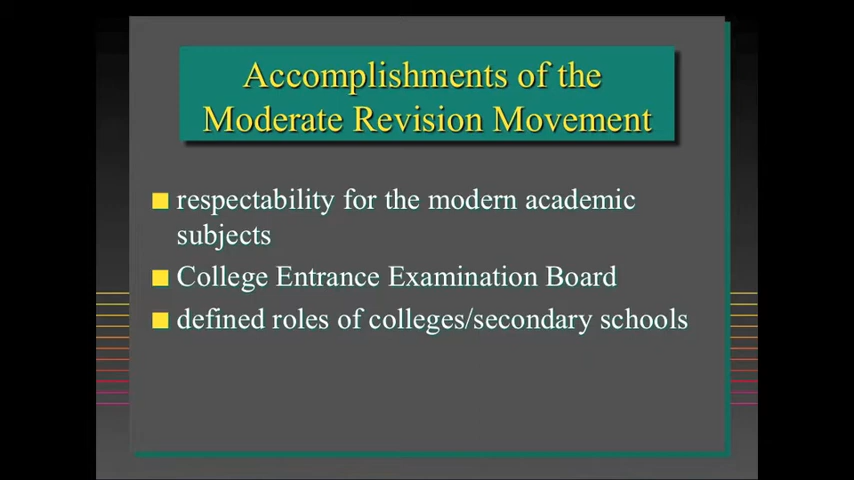 Accomplishments of the
Moderate Revision Movement
respectability for the modern academic
subjects
College Entrance Examination Board
defined roles of colleges/secondary schools